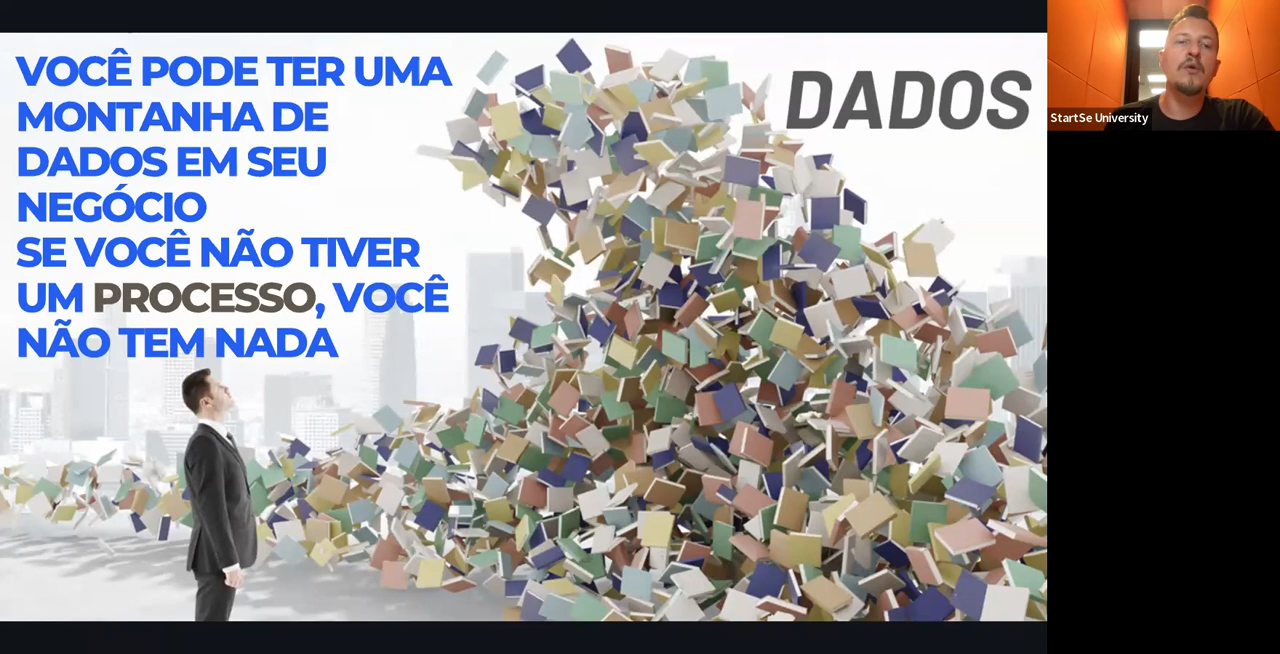 VOCÊ PODE TER UMA
MONTANHA DE
DADOS EM SEU
NEGÓCIO
SE VOCÊ NÃO TIVER
UM PROCESSO, VOCÊ
NÃO TEM NADA
DADOS
StartSe University